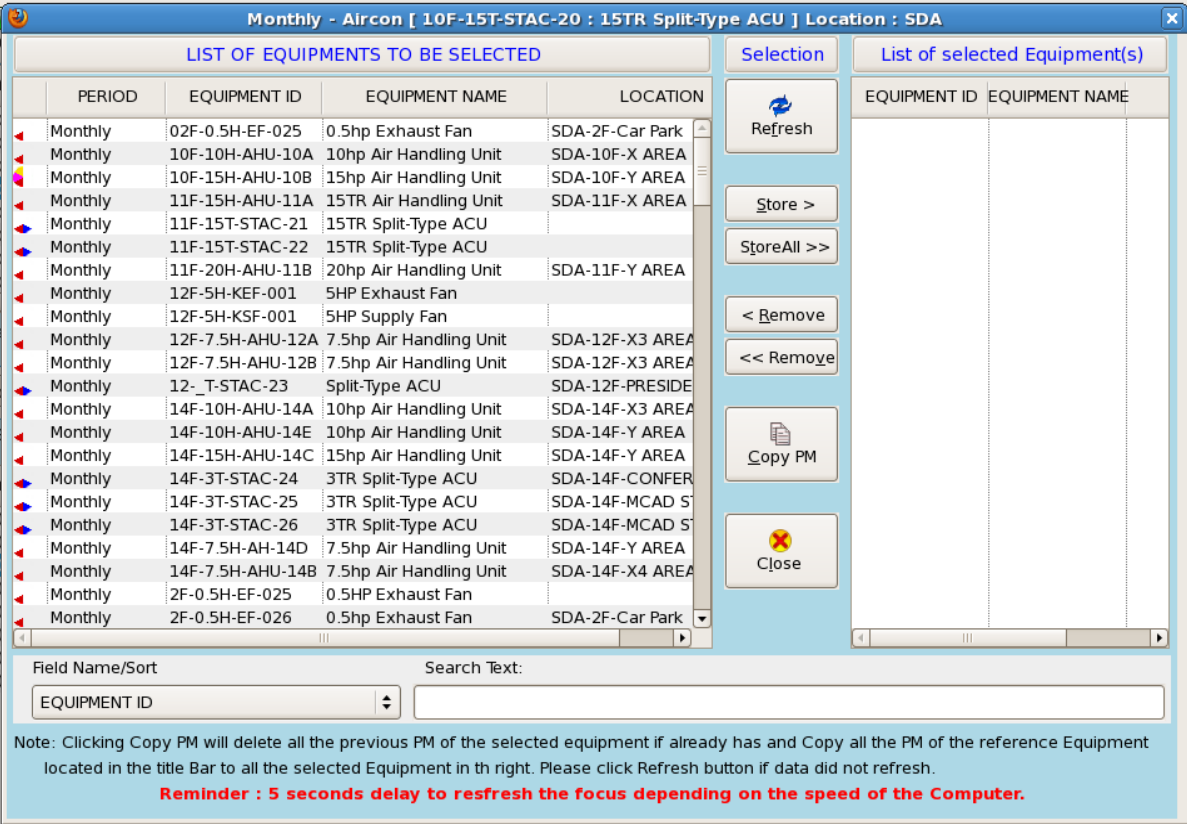 Monthly - Aircon [ 10F-15T-STAC-20 : 15TR Split-Type ACU ] Location : SDA
LIST OF EQUIPMENTS TO BE SELECTED
Selection
List of selected Equipment(s)
PERIOD EQUIPMENT ID EQUIPMENT NAME LOCATION
Monthly 02F-0.5H-EF-025 0.5hp Exhaust Fan SDA-2F-Car Park
Monthly 10F-10H-AHU-10A 10hp Air Handling Unit SDA-10F-X AREA
Monthly 10F-15H-AHU-10B 15hp Air Handling Unit SDA-10F-Y AREA
Monthly 11F-15H-AHU-11A 15TR Air Handling Unit SDA-11F-X AREA
Monthly 11F-15T-STAC-21 15TR Split-Type ACU
Monthly 11F-15T-STAC-22 15TR Split-Type ACU
Monthly 11F-20H-AHU-11B 20hp Air Handling Unit SDA-11F-Y AREA
Monthly 12F-5H-KEF-001 5HP Exhaust Fan
Monthly 12F-5H-KSF-001 5HP Supply Fan
Monthly 12F-7.5H-AHU-12A 7.5hp Air Handling Unit SDA-12F-X3 AREA
Monthly 12F-7.5H-AHU-12B 7.5hp Air Handling Unit SDA-12F-X3 AREA
Monthly 12-_T-STAC-23 Split-Type ACU SDA-12F-PRESIDE
Monthly 14F-10H-AHU-14A 10hp Air Handling Unit SDA-14F-X3 AREA
Monthly 14F-10H-AHU-14E 10hp Air Handling Unit SDA-14F-Y AREA
Monthly 14F-15H-AHU-14C 15hp Air Handling Unit SDA-14F-Y AREA
Monthly 14F-3T-STAC-24 3TR Split-Type ACU SDA-14F-CONFER
Monthly 14F-3T-STAC-25 3TR Split-Type ACU SDA-14F-MCAD S
Monthly 14F-3T-STAC-26 3TR Split-Type ACU SDA-14F-MCAD S
Monthly 14F-7.5H-AH-14D 7.5hp Air Handling Unit SDA-14F-Y AREA
Monthly 14F-7.5H-AHU-14B 7.5hp Air Handling Unit SDA-14F-X4 AREA
Monthly 2F-0.5H-EF-025 0.5HP Exhaust Fan
Monthly 2F-0.5H-EF-026 0.5hp Exhaust Fan SDA-2F-Car Park
Refresh
Store >
StoreAll >>
< Remove
<< Remove
Copy PM
Close
EQUIPMENT ID EQUIPMENT NAME
Field Name/Sort
Search Text:
EQUIPMENT ID
Note: Clicking Copy PM will delete all the previous PM of the selected equipment if already has and Copy all the PM of the reference Equipment
located in the title Bar to all the selected Equipment in th right. Please click Refresh button if data did not refresh.
Reminder : 5 seconds delay to resfresh the focus depending on the speed of the Computer.